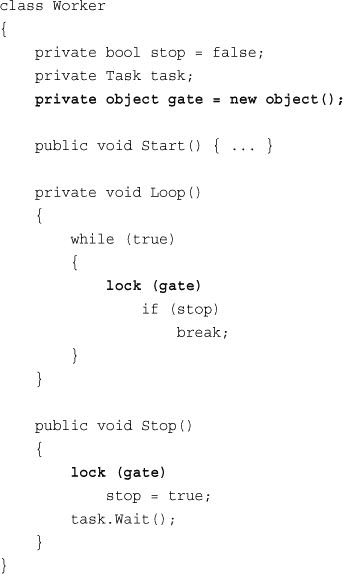 class Worker
{
    private bool stop = false;
    private Task task;
    private object gate = new object();

    public void Start() { ... }

    private void Loop()
    {
        while (true)
        {
            lock (gate)
                if (stop)
                    break;
        }
    }

    public void Stop()
    {
        lock (gate)
            stop = true;
        task.Wait();
    }
}